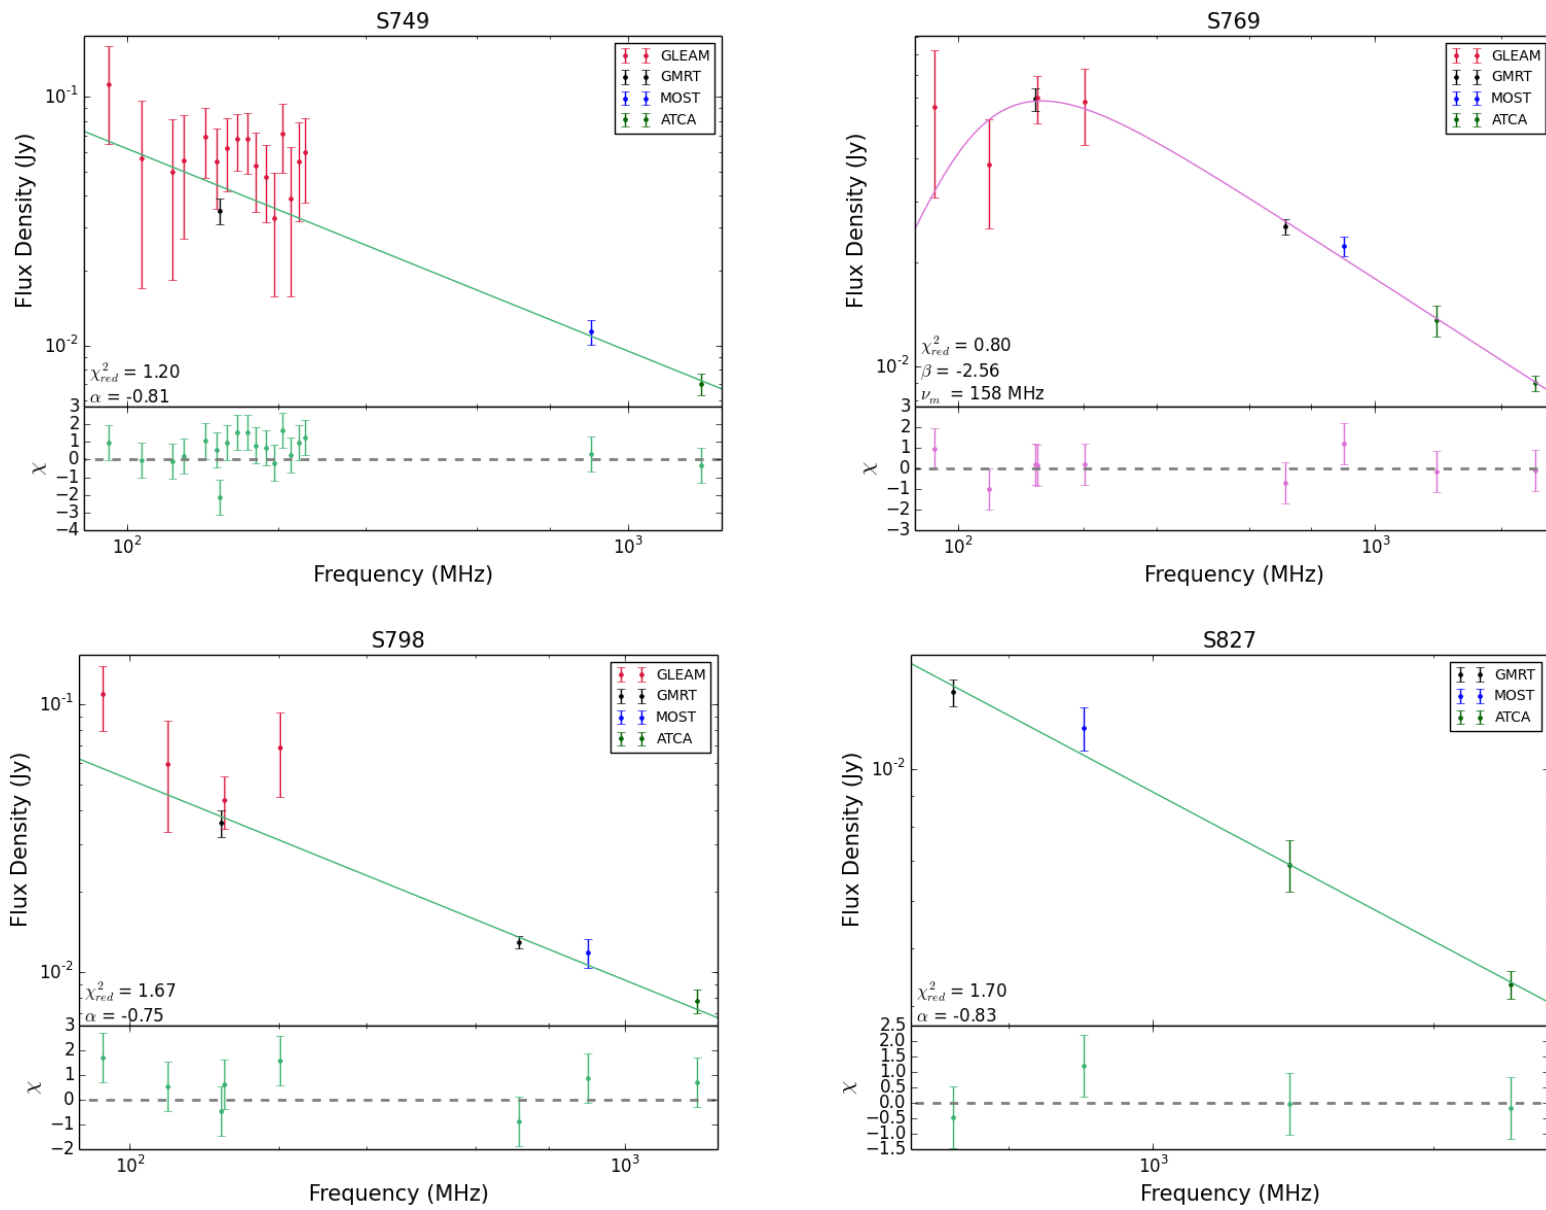 S749
GLEAM
GMRT
MOST
ATCA
Flux Density (Jy)
10⁻¹
10⁻²
χ²red = 1.20
α = -0.81
χ
3
2
1
0
−1
−2
−3
−4
10² 10³
Frequency (MHz)
S769
GLEAM
GMRT
MOST
ATCA
Flux Density (Jy)
10⁻²
χ²red = 0.80
β = -2.56
νm = 158 MHz
χ
3
2
1
0
−1
−2
−3
10² 10³
Frequency (MHz)
S798
GLEAM
GMRT
MOST
ATCA
Flux Density (Jy)
10⁻¹
10⁻²
χ²red = 1.67
α = -0.75
χ
3
2
1
0
−1
−2
10² 10³
Frequency (MHz)
S827
GMRT
MOST
ATCA
Flux Density (Jy)
10⁻²
χ²red = 1.70
α = -0.83
χ
2.5
2.0
1.5
1.0
0.5
0.0
−0.5
−1.0
−1.5
10³
Frequency (MHz)